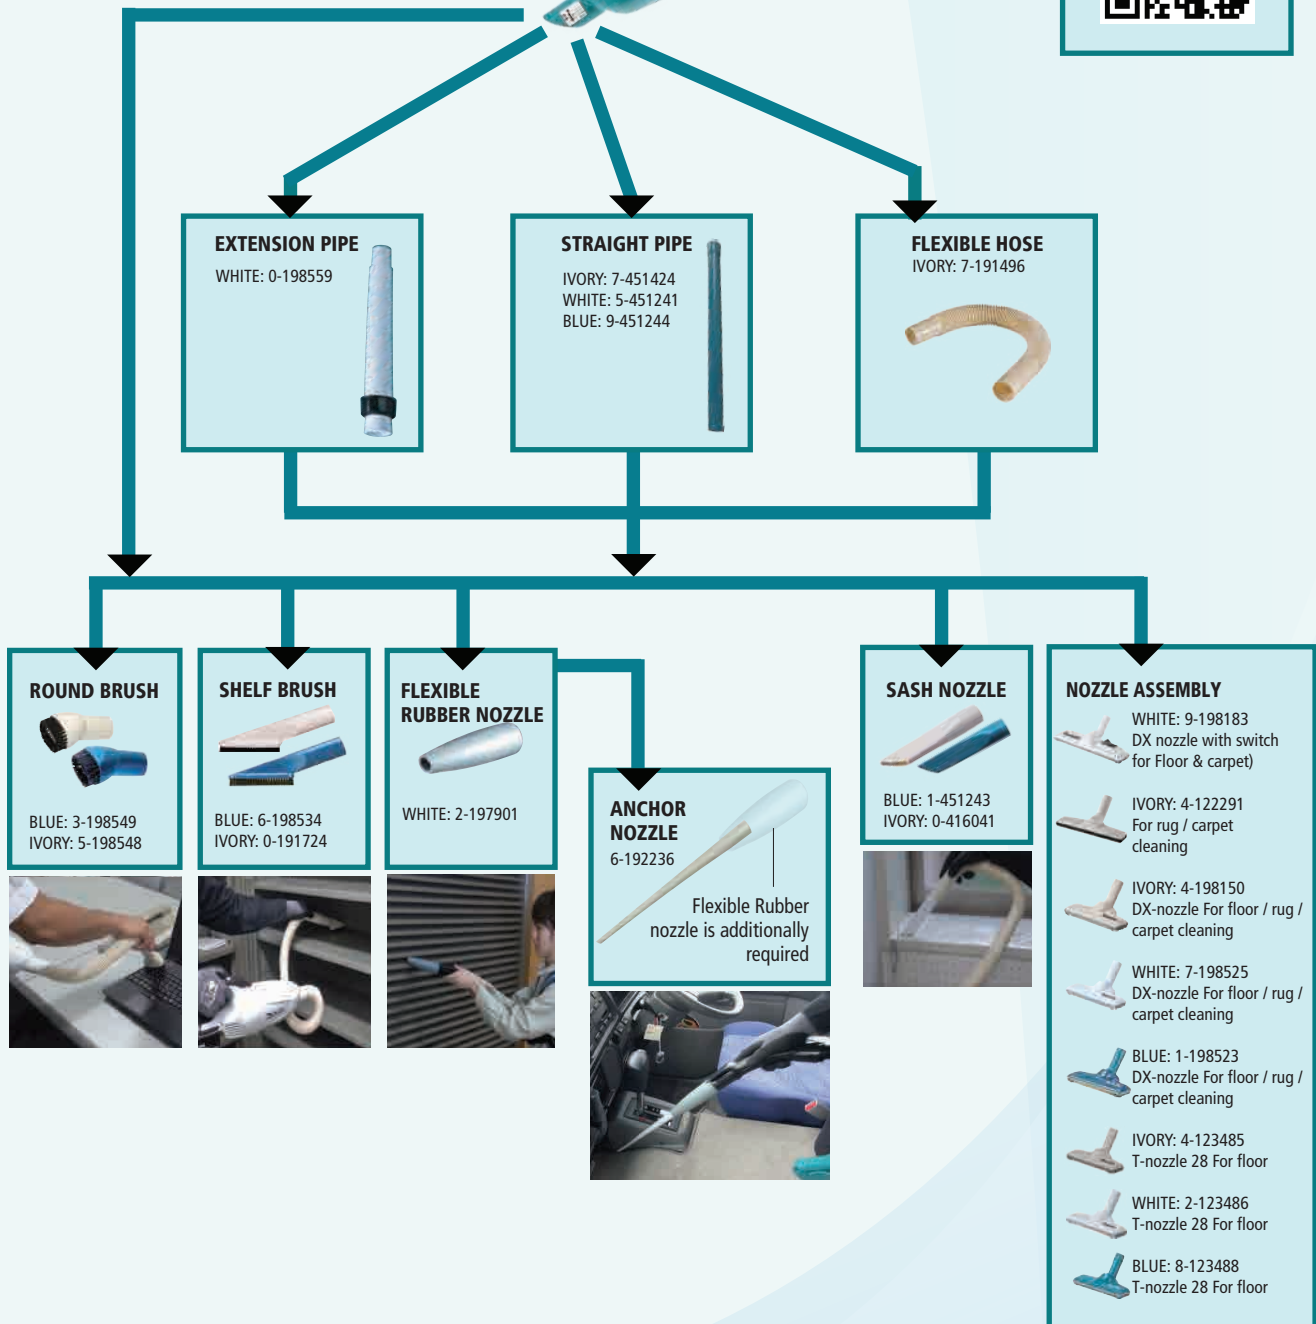 EXTENSION PIPE
WHITE: 0-198559
STRAIGHT PIPE
IVORY: 7-451424
WHITE: 5-451241
BLUE: 9-451244
FLEXIBLE HOSE
IVORY: 7-191496
ROUND BRUSH
BLUE: 3-198549
IVORY: 5-198548
SHELF BRUSH
BLUE: 6-198534
IVORY: 0-191724
FLEXIBLE
RUBBER NOZZLE
WHITE: 2-197901
ANCHOR
NOZZLE
6-192236
Flexible Rubber
nozzle is additionally
required
SASH NOZZLE
BLUE: 1-451243
IVORY: 0-416041
NOZZLE ASSEMBLY
WHITE: 9-198183
DX nozzle with switch
for Floor & carpet)
IVORY: 4-122291
For rug / carpet
cleaning
IVORY: 4-198150
DX-nozzle For floor / rug /
carpet cleaning
WHITE: 7-198525
DX-nozzle For floor / rug /
carpet cleaning
BLUE: 1-198523
DX-nozzle For floor / rug /
carpet cleaning
IVORY: 4-123485
T-nozzle 28 For floor
WHITE: 2-123486
T-nozzle 28 For floor
BLUE: 8-123488
T-nozzle 28 For floor